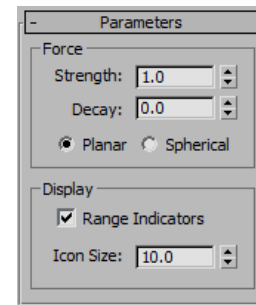 - Parameters
Force
Strength: 1.0
Decay: 0.0
Planar Spherical
Display
Range Indicators
Icon Size: 10.0